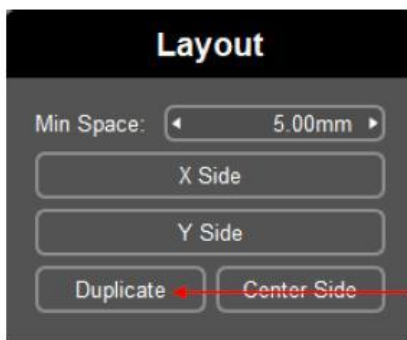 Layout
Min Space: 5.00mm
X Side
Y Side
Duplicate Center Side